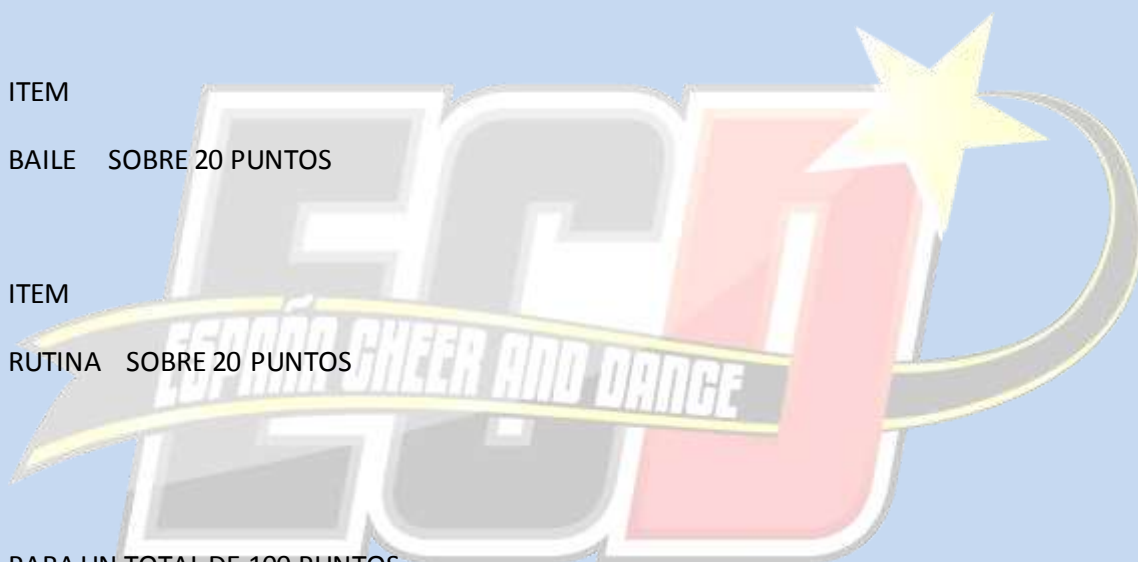 ITEM
BAILE SOBRE 20 PUNTOS
ITEM
ECD
ESPAÑA CHEER AND DANCE
RUTINA SOBRE 20 PUNTOS
PARA UN TOTAL DE 100 PUNTOS